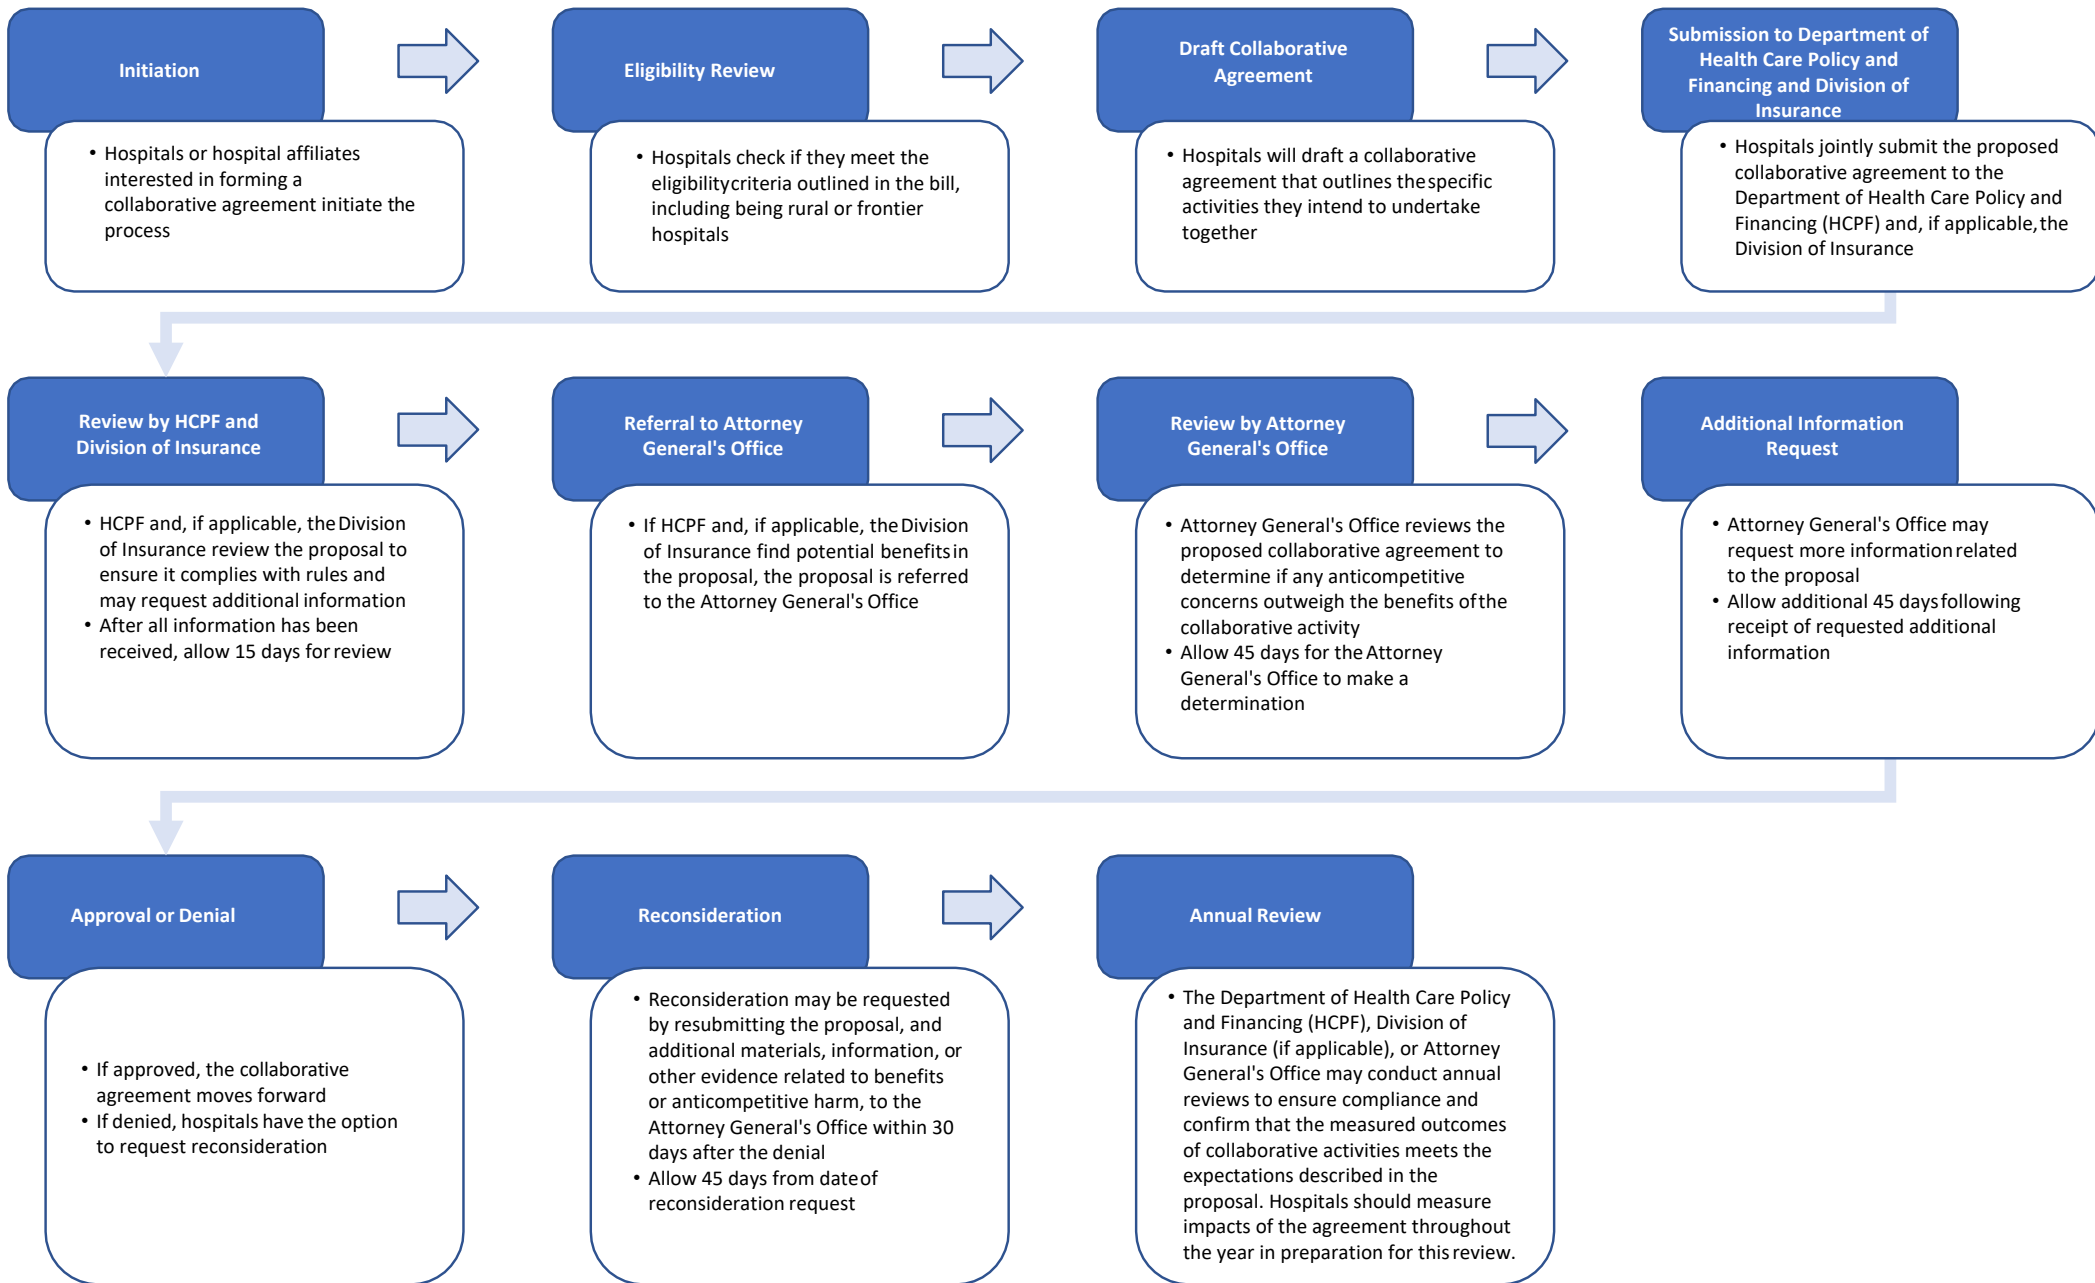 Initiation
• Hospitals or hospital affiliates
interested in forming a
collaborative agreement initiate the
process
Eligibility Review
• Hospitals check if they meet the
eligibility criteria outlined in the bill,
including being rural or frontier
hospitals
Draft Collaborative
Agreement
• Hospitals will draft a collaborative
agreement that outlines the specific
activities they intend to undertake
together
Submission to Department of
Health Care Policy and
Financing and Division of
Insurance
• Hospitals jointly submit the proposed
collaborative agreement to the
Department of Health Care Policy and
Financing (HCPF) and, if applicable, the
Division of Insurance
Review by HCPF and
Division of Insurance
• HCPF and, if applicable, the Division
of Insurance review the proposal to
ensure it complies with rules and
may request additional information
• After all information has been
received, allow 15 days for review
Referral to Attorney
General's Office
• If HCPF and, if applicable, the Division
of Insurance find potential benefits in
the proposal, the proposal is referred
to the Attorney General's Office
Review by Attorney
General's Office
• Attorney General's Office reviews the
proposed collaborative agreement to
determine if any anticompetitive
concerns outweigh the benefits of the
collaborative activity
• Allow 45 days for the Attorney
General's Office to make a
determination
Additional Information
Request
• Attorney General's Office may
request more information related
to the proposal
• Allow additional 45 days following
receipt of requested additional
information
Approval or Denial
• If approved, the collaborative
agreement moves forward
• If denied, hospitals have the option
to request reconsideration
Reconsideration
• Reconsideration may be requested
by resubmitting the proposal, and
additional materials, information, or
other evidence related to benefits
or anticompetitive harm, to the
Attorney General's Office within 30
days after the denial
• Allow 45 days from date of
reconsideration request
Annual Review
• The Department of Health Care Policy
and Financing (HCPF), Division of
Insurance (if applicable), or Attorney
General's Office may conduct annual
reviews to ensure compliance and
confirm that the measured outcomes
of collaborative activities meets the
expectations described in the
proposal. Hospitals should measure
impacts of the agreement throughout
the year in preparation for this review.